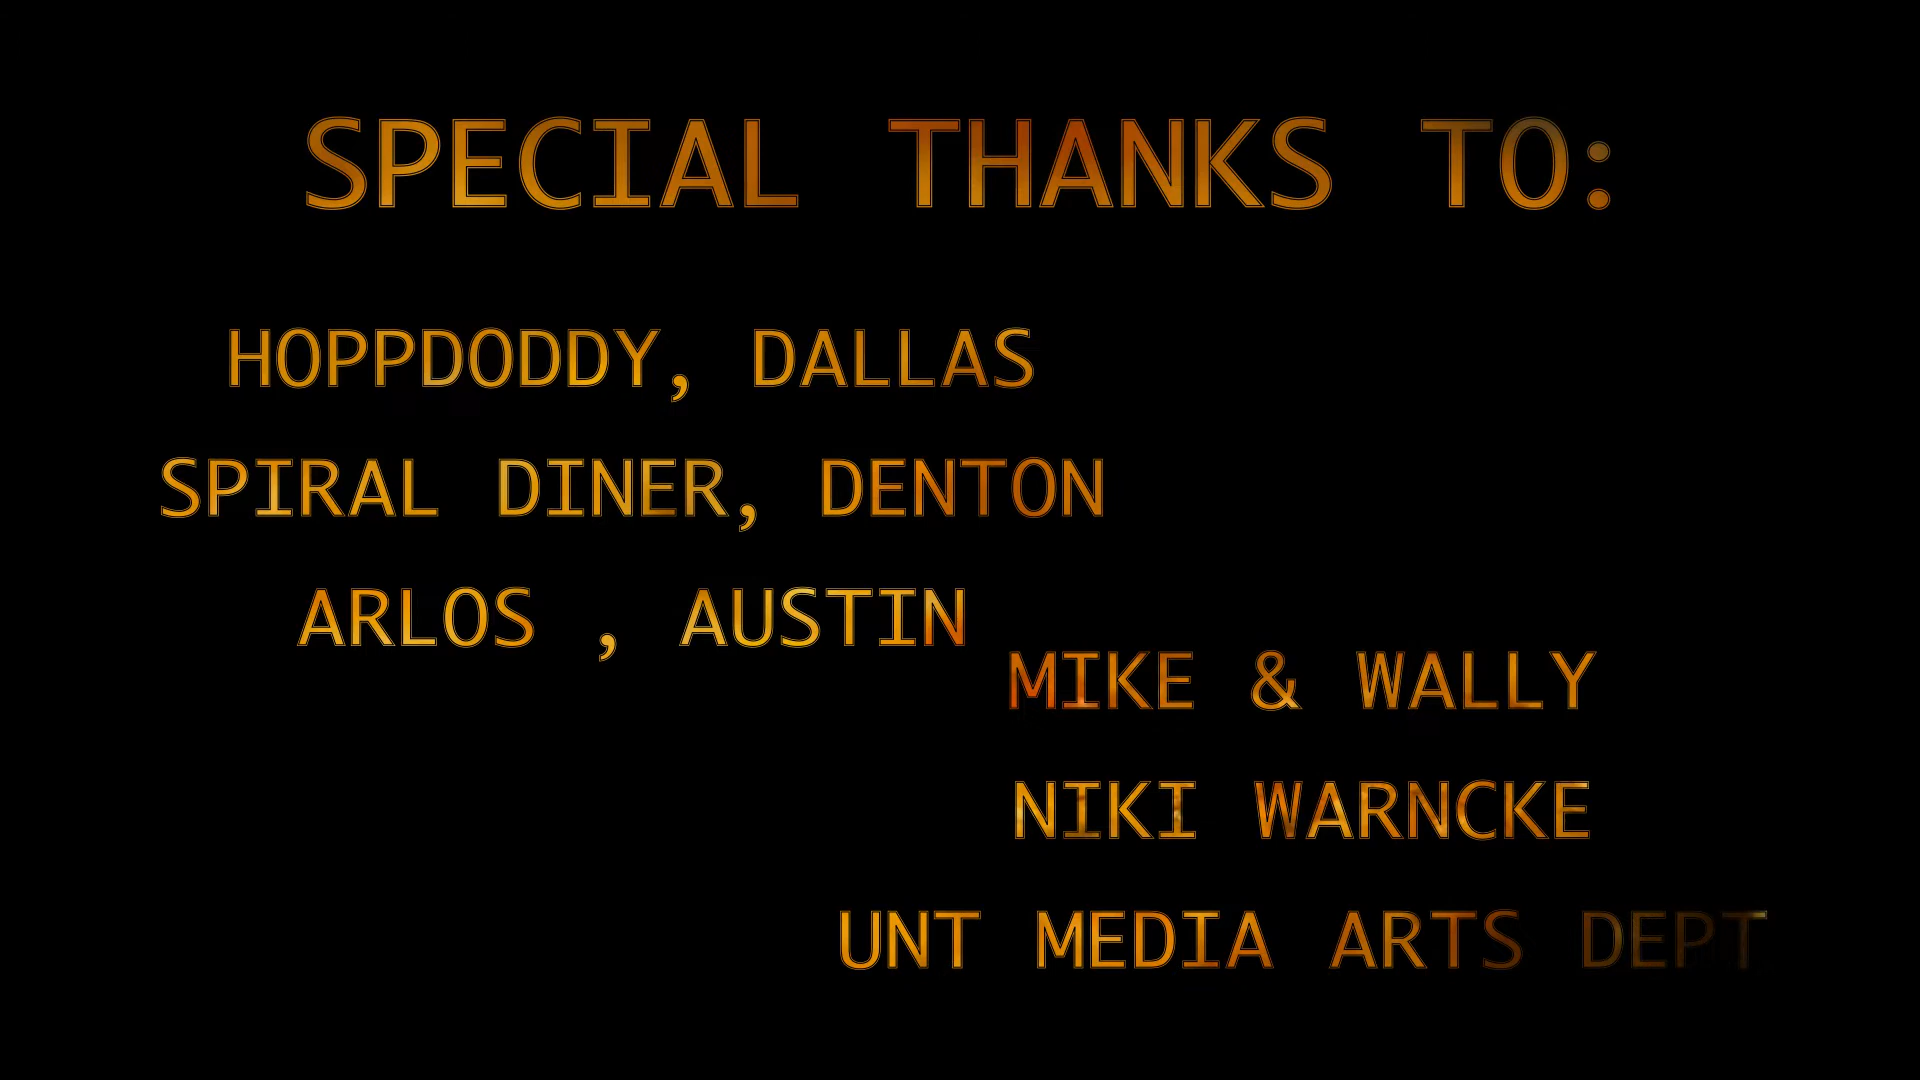 SPECIAL THANKS TO:
HOPPDODDY, DALLAS
SPIRAL DINER, DENTON
ARLOS , AUSTIN
MIKE & WALLY
NIKI WARNCKE
UNT MEDIA ARTS DEPT